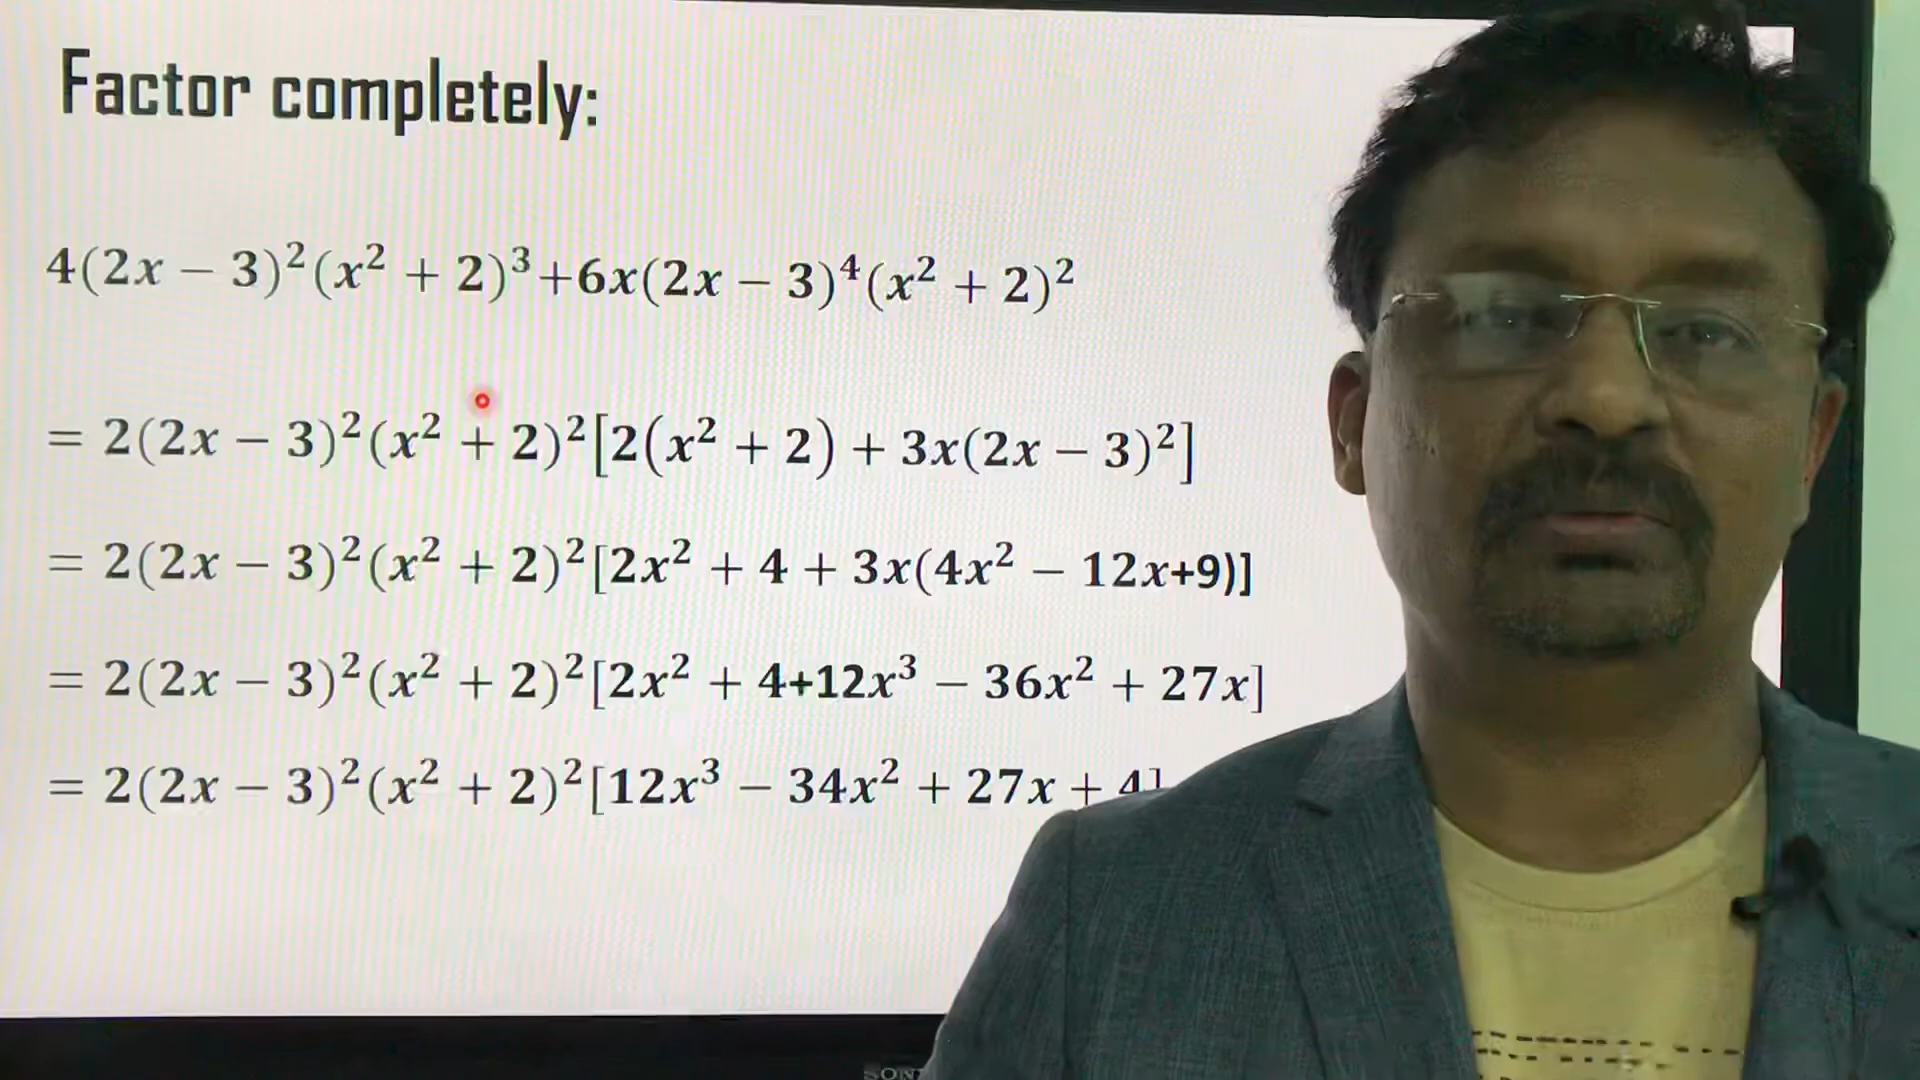 Factor completely:
4(2x − 3)²(x² + 2)³+6x(2x − 3)⁴(x² + 2)²
= 2(2x − 3)²(x² + 2)²[2(x² + 2) + 3x(2x − 3)²]
= 2(2x − 3)²(x² + 2)²[2x² + 4 + 3x(4x² − 12x+9)]
= 2(2x − 3)²(x² + 2)²[2x² + 4+12x³ − 36x² + 27x]
= 2(2x − 3)²(x² + 2)²[12x³ − 34x² + 27x + 4]
SON